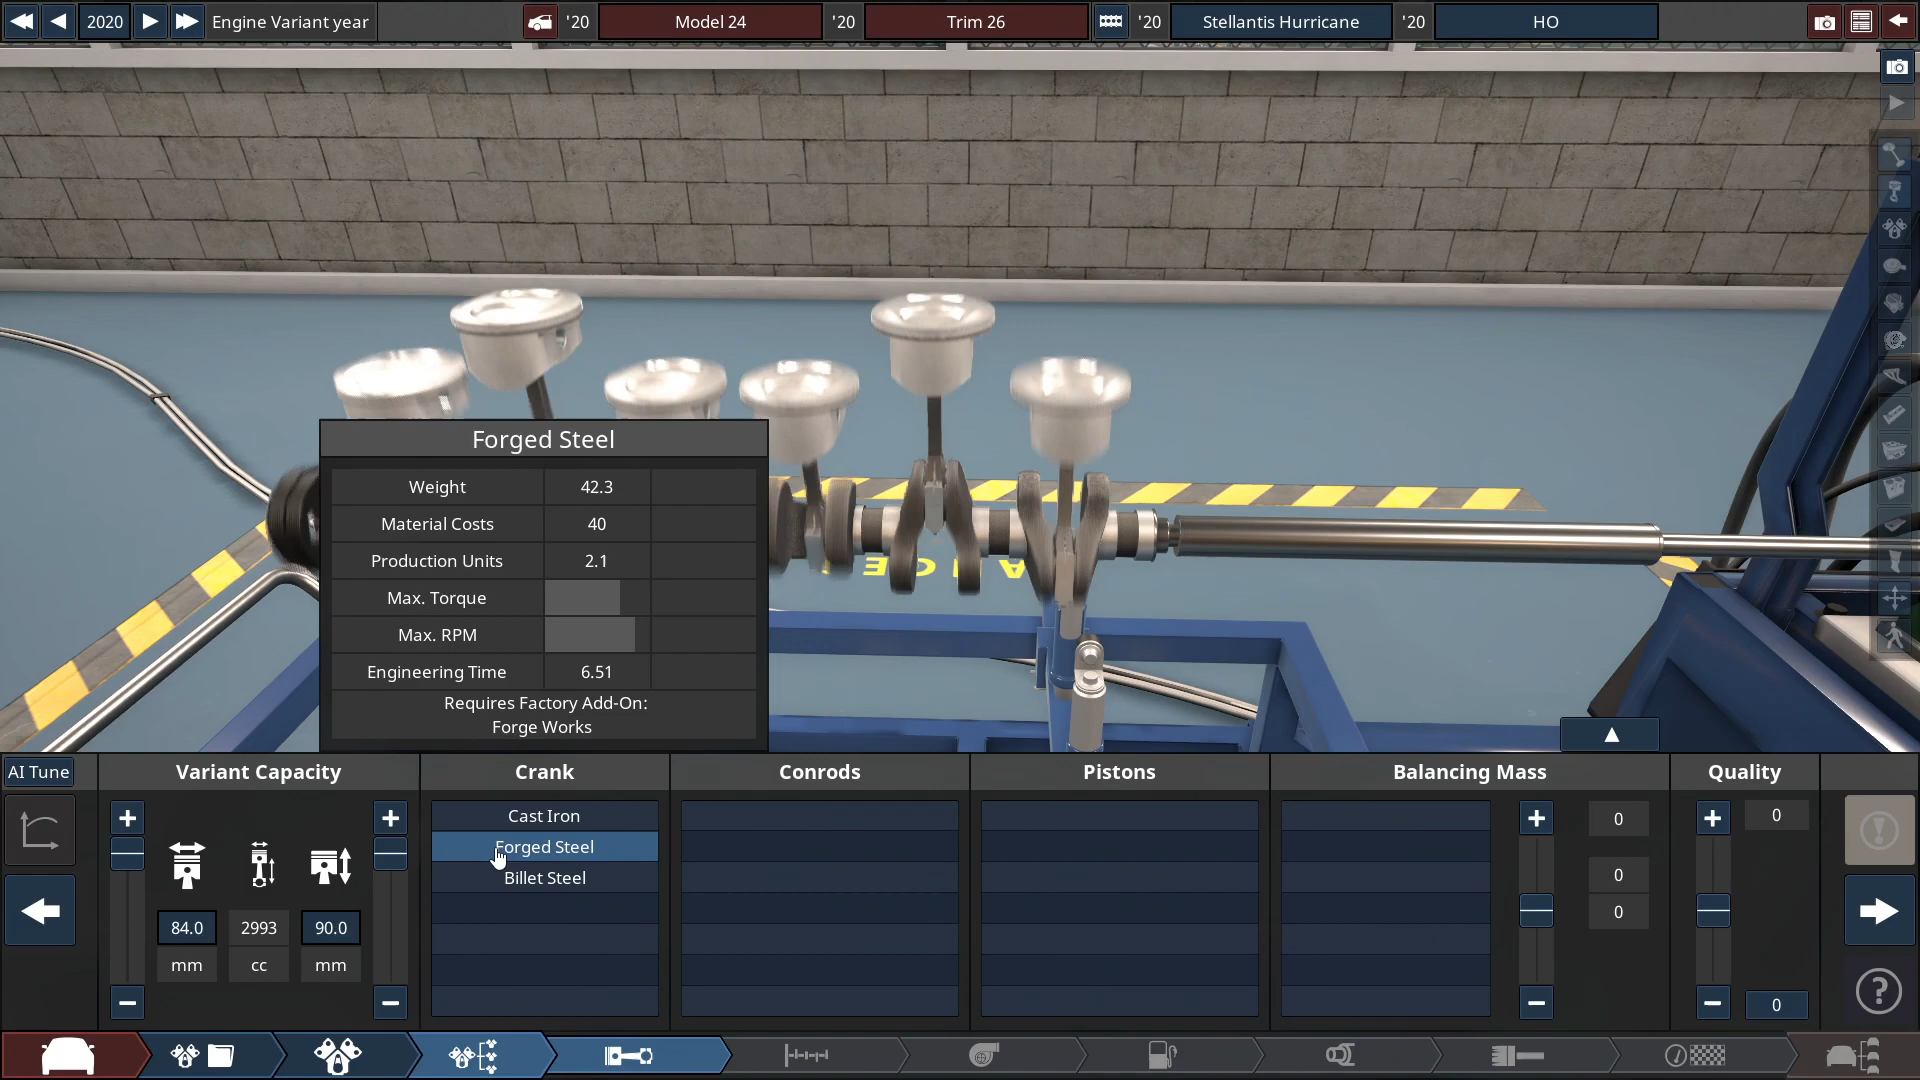 2020
Engine Variant year
'20
Model 24
'20
Trim 26
'20
Stellantis Hurricane
'20
HO
Forged Steel
Weight 42.3
Material Costs 40
Production Units 2.1
Max. Torque
Max. RPM
Engineering Time 6.51
Requires Factory Add-On:
Forge Works
AI Tune
Variant Capacity
Crank
Conrods
Pistons
Balancing Mass
Quality
84.0 2993 90.0
mm cc mm
Cast Iron
Forged Steel
Billet Steel
0
0
0
0
0